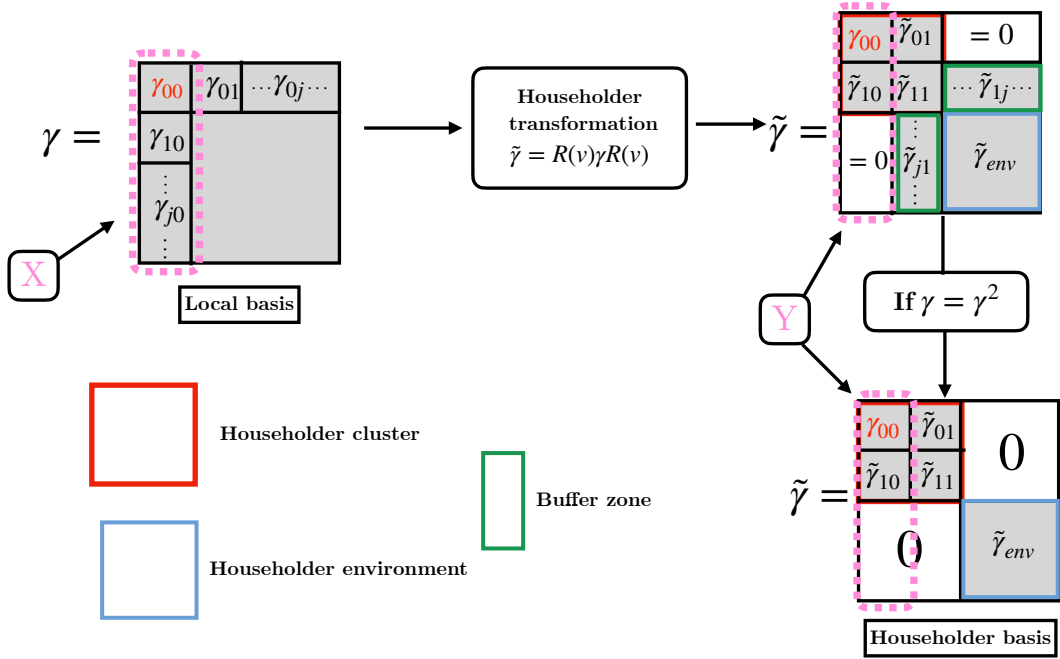 γ =
γ₀₀ γ₀₁ ⋯γ₀ⱼ⋯
γ₁₀
⋮
γⱼ₀
⋮
X
Local basis
Householder
transformation
γ̃ = R(v)γR(v)
γ̃ =
γ₀₀ γ̃₀₁ = 0
γ̃₁₀ γ̃₁₁ ⋯ γ̃₁ⱼ⋯
= 0
⋮
γ̃ⱼ₁
⋮
γ̃ₑₙᵥ
Y
If γ = γ²
γ̃ =
γ₀₀ γ̃₀₁ 0
γ̃₁₀ γ̃₁₁
0 γ̃ₑₙᵥ
Householder basis
Householder cluster
Buffer zone
Householder environment